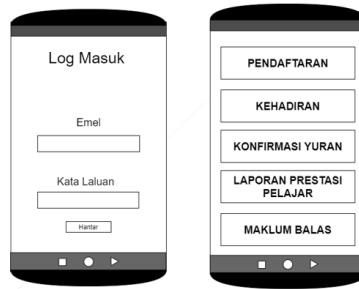 Log Masuk
Emel
Kata Laluan
Hantar
PENDAFTARAN
KEHADIRAN
KONFIRMASI YURAN
LAPORAN PRESTASI
PELAJAR
MAKLUM BALAS